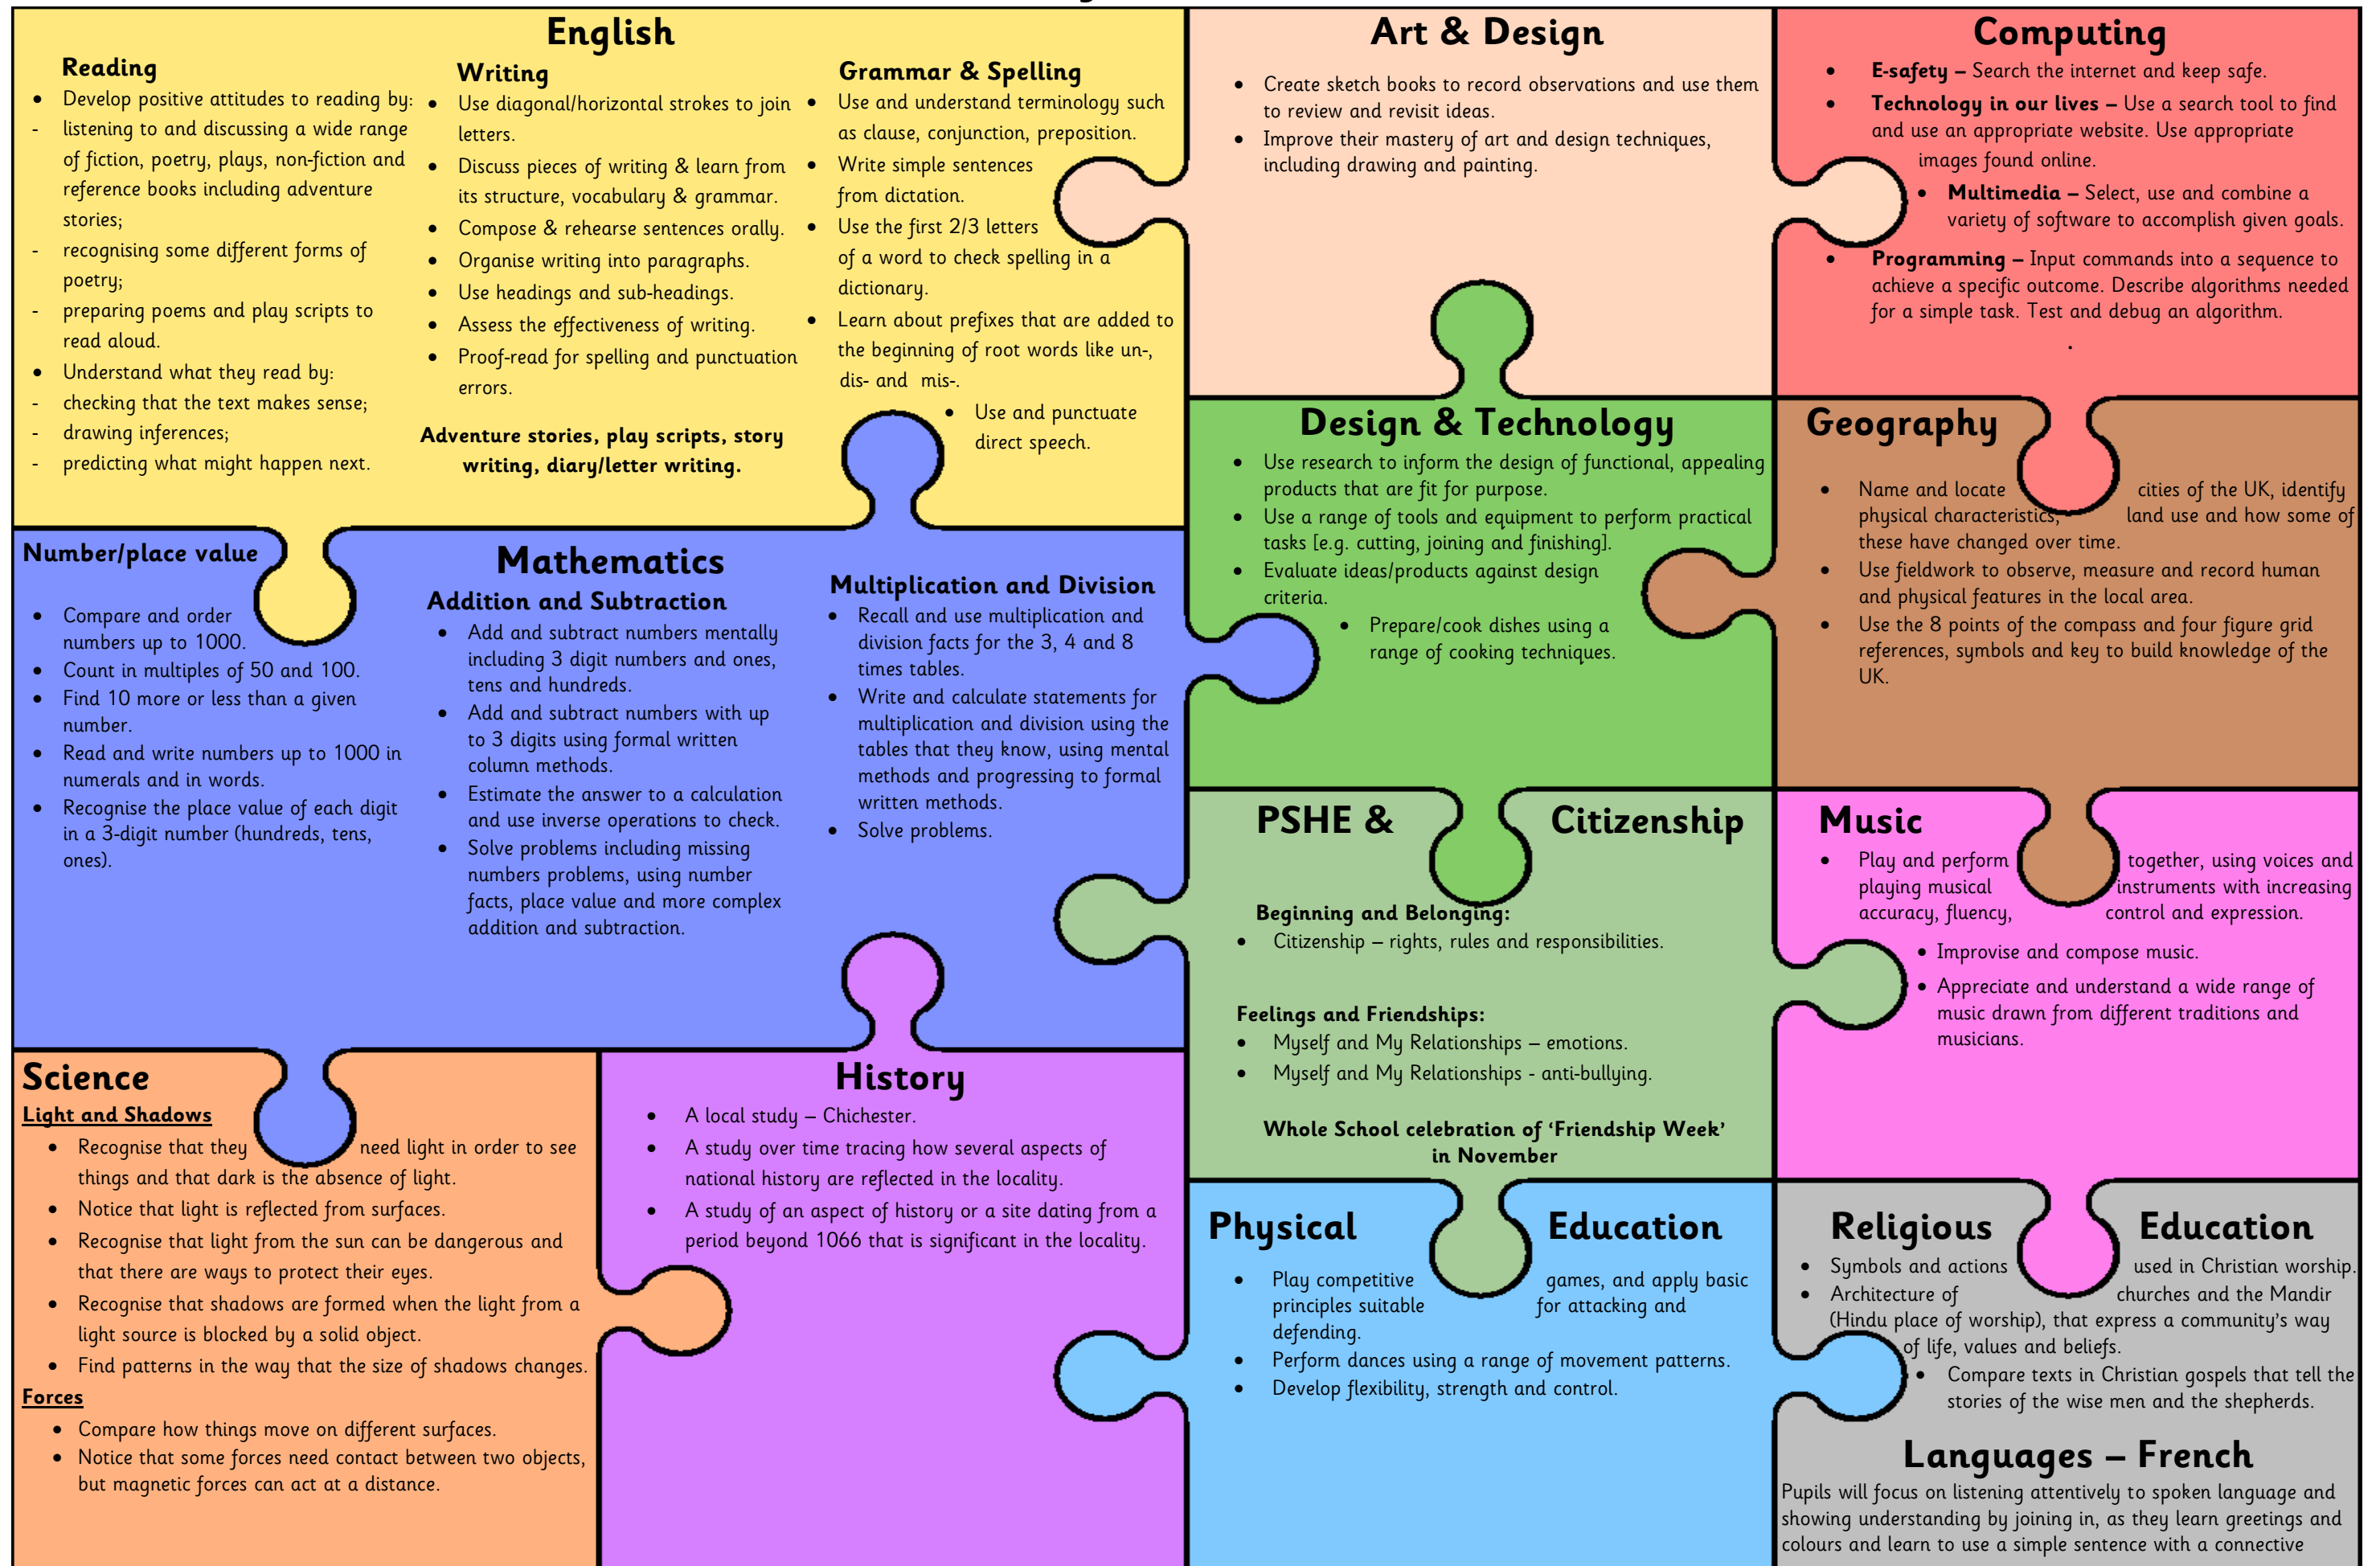 English
Reading
• Develop positive attitudes to reading by:
- listening to and discussing a wide range
of fiction, poetry, plays, non-fiction and
reference books including adventure
stories;
- recognising some different forms of
poetry;
- preparing poems and play scripts to
read aloud.
• Understand what they read by:
- checking that the text makes sense;
- drawing inferences;
- predicting what might happen next.
Writing
• Use diagonal/horizontal strokes to join
letters.
• Discuss pieces of writing & learn from
its structure, vocabulary & grammar.
• Compose & rehearse sentences orally.
• Organise writing into paragraphs.
• Use headings and sub-headings.
• Assess the effectiveness of writing.
• Proof-read for spelling and punctuation
errors.
Adventure stories, play scripts, story
writing, diary/letter writing.
Grammar & Spelling
• Use and understand terminology such
as clause, conjunction, preposition.
• Write simple sentences
from dictation.
• Use the first 2/3 letters
of a word to check spelling in a
dictionary.
• Learn about prefixes that are added to
the beginning of root words like un-,
dis- and mis-.
• Use and punctuate
direct speech.
Art & Design
• Create sketch books to record observations and use them
to review and revisit ideas.
• Improve their mastery of art and design techniques,
including drawing and painting.
Computing
• E-safety – Search the internet and keep safe.
• Technology in our lives – Use a search tool to find
and use an appropriate website. Use appropriate
images found online.
• Multimedia – Select, use and combine a
variety of software to accomplish given goals.
• Programming – Input commands into a sequence to
achieve a specific outcome. Describe algorithms needed
for a simple task. Test and debug an algorithm.
.
Design & Technology
• Use research to inform the design of functional, appealing
products that are fit for purpose.
• Use a range of tools and equipment to perform practical
tasks [e.g. cutting, joining and finishing].
• Evaluate ideas/products against design
criteria.
• Prepare/cook dishes using a
range of cooking techniques.
Geography
• Name and locate cities of the UK, identify
physical characteristics, land use and how some of
these have changed over time.
• Use fieldwork to observe, measure and record human
and physical features in the local area.
• Use the 8 points of the compass and four figure grid
references, symbols and key to build knowledge of the
UK.
Mathematics
Number/place value
• Compare and order
numbers up to 1000.
• Count in multiples of 50 and 100.
• Find 10 more or less than a given
number.
• Read and write numbers up to 1000 in
numerals and in words.
• Recognise the place value of each digit
in a 3-digit number (hundreds, tens,
ones).
Addition and Subtraction
• Add and subtract numbers mentally
including 3 digit numbers and ones,
tens and hundreds.
• Add and subtract numbers with up
to 3 digits using formal written
column methods.
• Estimate the answer to a calculation
and use inverse operations to check.
• Solve problems including missing
numbers problems, using number
facts, place value and more complex
addition and subtraction.
Multiplication and Division
• Recall and use multiplication and
division facts for the 3, 4 and 8
times tables.
• Write and calculate statements for
multiplication and division using the
tables that they know, using mental
methods and progressing to formal
written methods.
• Solve problems.
PSHE & Citizenship
Beginning and Belonging:
• Citizenship – rights, rules and responsibilities.
Feelings and Friendships:
• Myself and My Relationships – emotions.
• Myself and My Relationships - anti-bullying.
Whole School celebration of ‘Friendship Week’
in November
Music
• Play and perform together, using voices and
playing musical instruments with increasing
accuracy, fluency, control and expression.
• Improvise and compose music.
• Appreciate and understand a wide range of
music drawn from different traditions and
musicians.
Science
Light and Shadows
• Recognise that they need light in order to see
things and that dark is the absence of light.
• Notice that light is reflected from surfaces.
• Recognise that light from the sun can be dangerous and
that there are ways to protect their eyes.
• Recognise that shadows are formed when the light from a
light source is blocked by a solid object.
• Find patterns in the way that the size of shadows changes.
Forces
• Compare how things move on different surfaces.
• Notice that some forces need contact between two objects,
but magnetic forces can act at a distance.
History
• A local study – Chichester.
• A study over time tracing how several aspects of
national history are reflected in the locality.
• A study of an aspect of history or a site dating from a
period beyond 1066 that is significant in the locality.
Physical Education
• Play competitive games, and apply basic
principles suitable for attacking and
defending.
• Perform dances using a range of movement patterns.
• Develop flexibility, strength and control.
Religious Education
• Symbols and actions used in Christian worship.
• Architecture of churches and the Mandir
(Hindu place of worship), that express a community’s way
of life, values and beliefs.
• Compare texts in Christian gospels that tell the
stories of the wise men and the shepherds.
Languages – French
Pupils will focus on listening attentively to spoken language and
showing understanding by joining in, as they learn greetings and
colours and learn to use a simple sentence with a connective